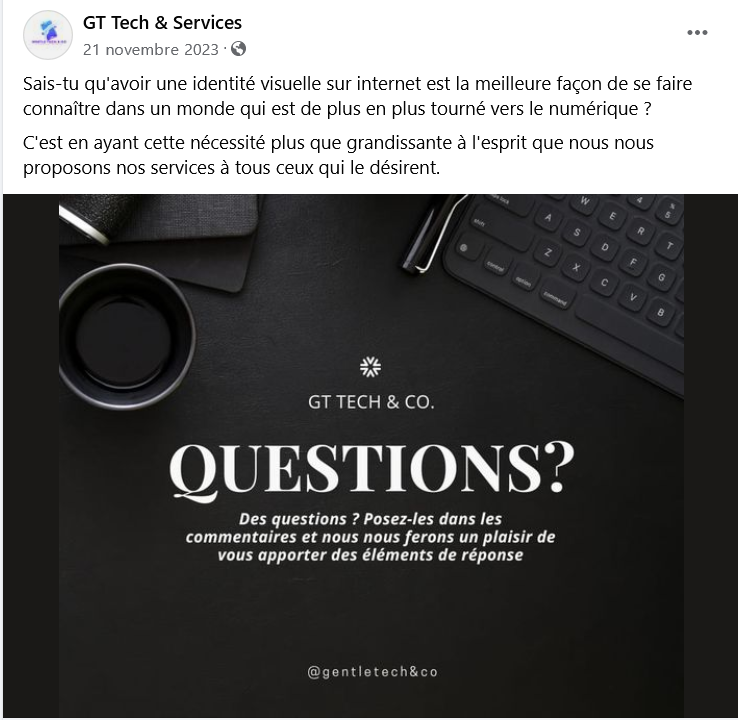 GT Tech & Services
21 novembre 2023 ·
Sais-tu qu'avoir une identité visuelle sur internet est la meilleure façon de se faire
connaître dans un monde qui est de plus en plus tourné vers le numérique ?
C'est en ayant cette nécessité plus que grandissante à l'esprit que nous nous
proposons nos services à tous ceux qui le désirent.
W E R T
A S D F G
Z X C V B
control option command
GT TECH & CO.
QUESTIONS?
Des questions ? Posez-les dans les
commentaires et nous nous ferons un plaisir de
vous apporter des éléments de réponse
@gentletech&co